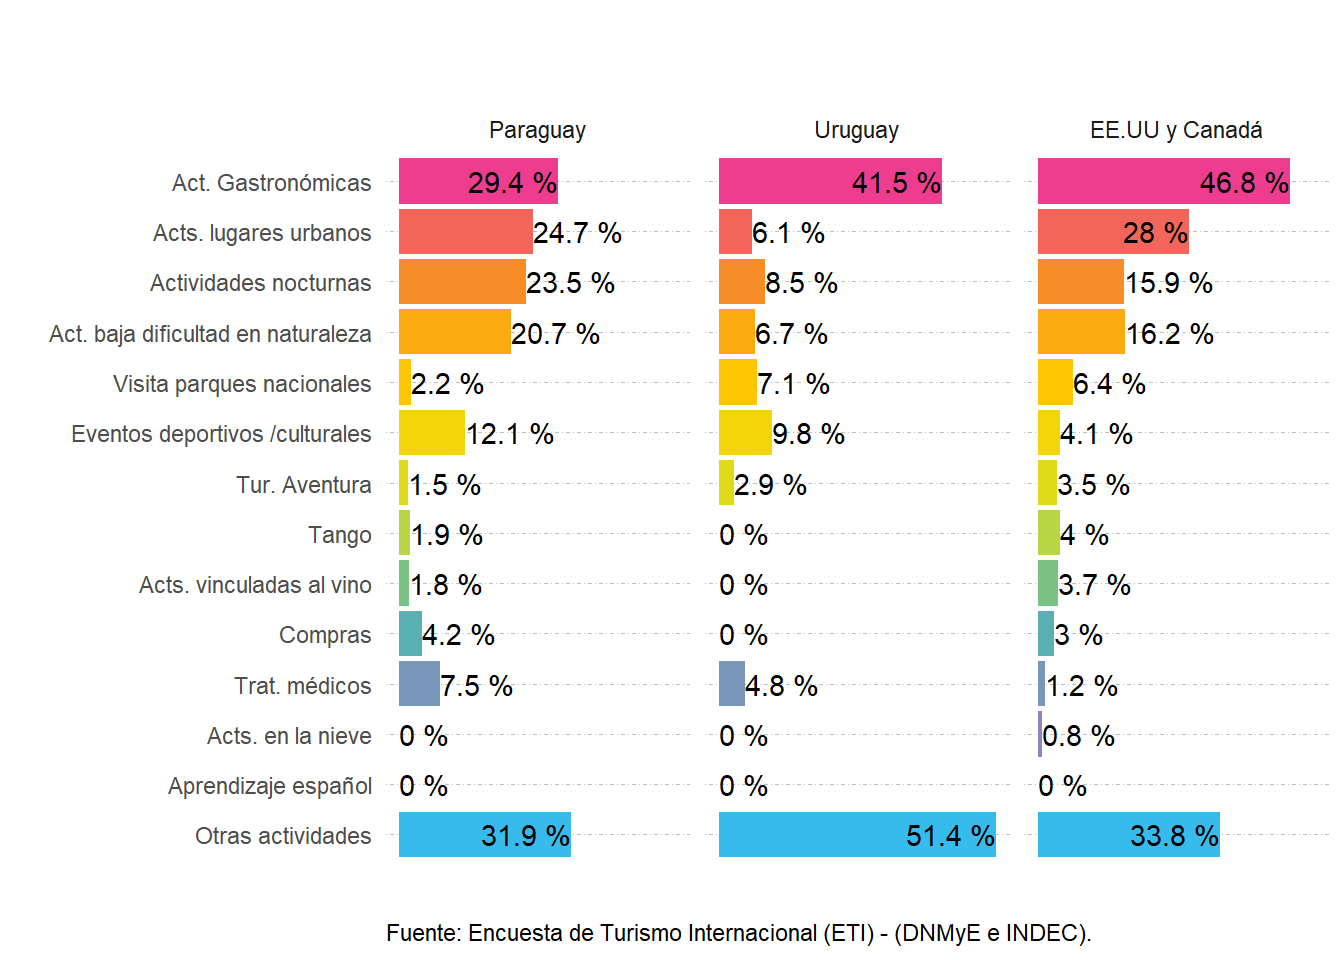 Paraguay Uruguay EE.UU y Canadá
Act. Gastronómicas 29.4 % 41.5 % 46.8 %
Acts. lugares urbanos 24.7 % 6.1 % 28 %
Actividades nocturnas 23.5 % 8.5 % 15.9 %
Act. baja dificultad en naturaleza 20.7 % 6.7 % 16.2 %
Visita parques nacionales 2.2 % 7.1 % 6.4 %
Eventos deportivos /culturales 12.1 % 9.8 % 4.1 %
Tur. Aventura 1.5 % 2.9 % 3.5 %
Tango 1.9 % 0 % 4 %
Acts. vinculadas al vino 1.8 % 0 % 3.7 %
Compras 4.2 % 0 % 3 %
Trat. médicos 7.5 % 4.8 % 1.2 %
Acts. en la nieve 0 % 0 % 0.8 %
Aprendizaje español 0 % 0 % 0 %
Otras actividades 31.9 % 51.4 % 33.8 %
Fuente: Encuesta de Turismo Internacional (ETI) - (DNMyE e INDEC).